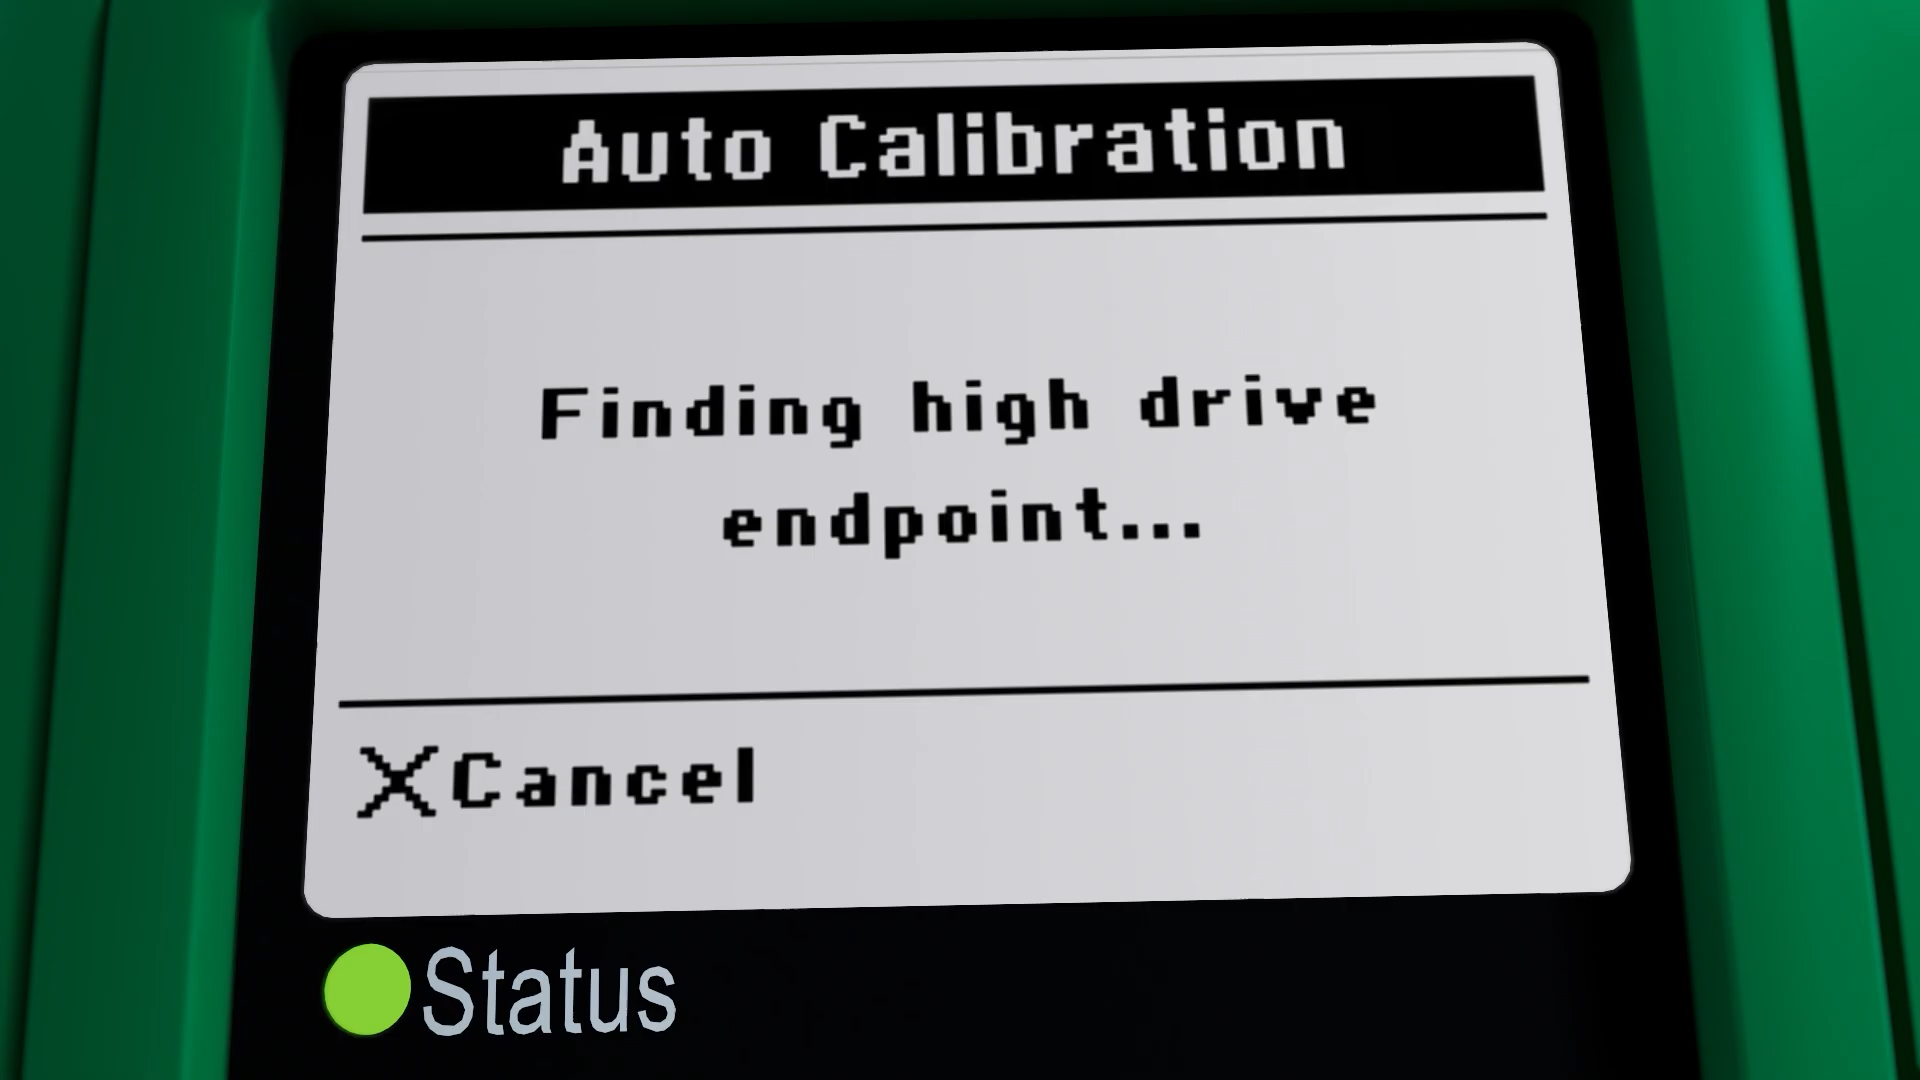 Auto Calibration
Finding high drive
endpoint...
Cancel
Status